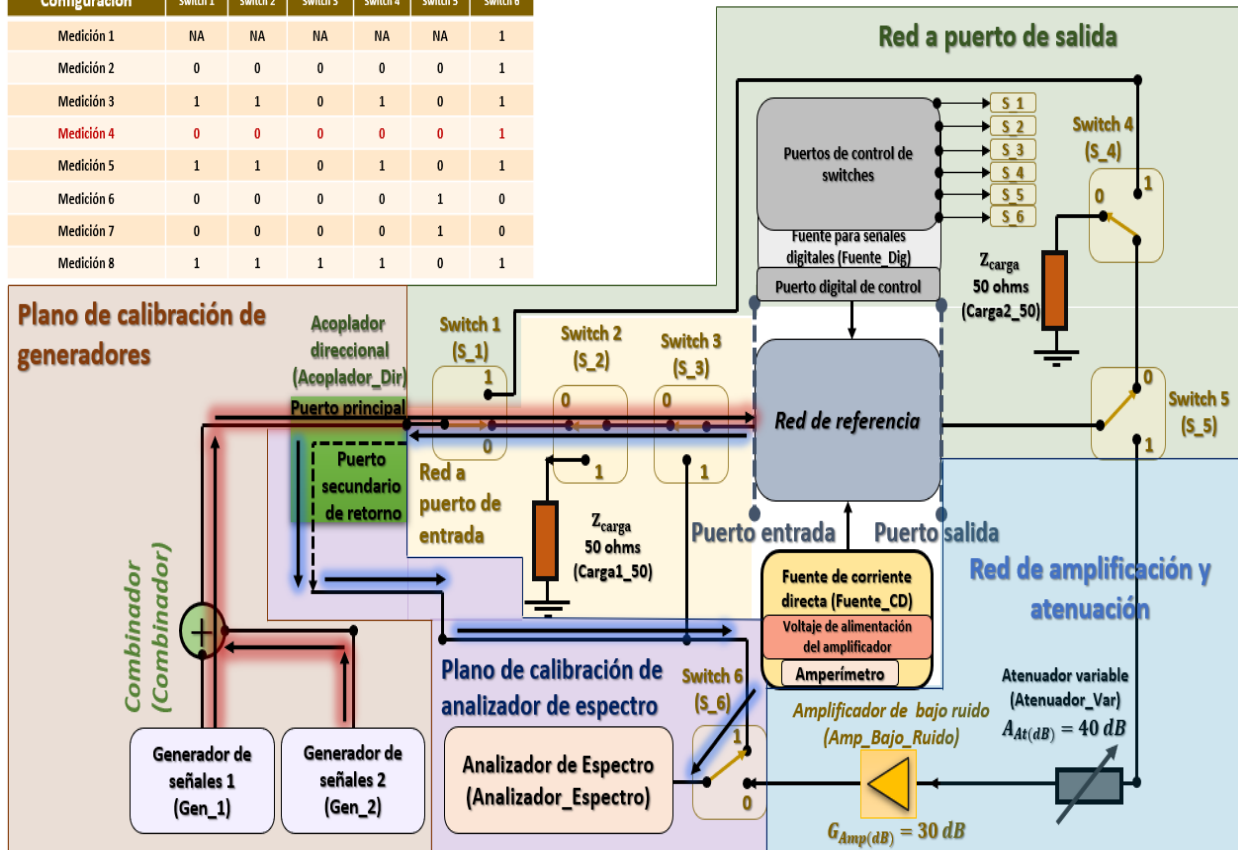 Configuración Switch 1 Switch 2 Switch 3 Switch 4 Switch 5 Switch 6
Medición 1 NA NA NA NA NA 1
Medición 2 0 0 0 0 0 1
Medición 3 1 1 0 1 0 1
Medición 4 0 0 0 0 0 1
Medición 5 1 1 0 1 0 1
Medición 6 0 0 0 0 1 0
Medición 7 0 0 0 0 1 0
Medición 8 1 1 1 1 0 1
Red a puerto de salida
Puertos de control de
switches
S_1
S_2
S_3
S_4
S_5
S_6
Fuente para señales
digitales (Fuente_Dig)
Puerto digital de control
Switch 4
(S_4)
0
1
Zcarga
50 ohms
(Carga2_50)
Switch 5
(S_5)
0
1
Plano de calibración de
generadores
Acoplador
direccional
(Acoplador_Dir)
Puerto principal
Puerto
secundario
de retorno
Switch 1
(S_1)
1
0
Switch 2
(S_2)
0
1
Switch 3
(S_3)
0
1
Red a
puerto de
entrada
Zcarga
50 ohms
(Carga1_50)
Red de referencia
Puerto entrada
Puerto salida
Fuente de corriente
directa (Fuente_CD)
Voltaje de alimentación
del amplificador
Amperímetro
Red de amplificación y
atenuación
Combinador
(Combinador)
+
Generador de
señales 1
(Gen_1)
Generador de
señales 2
(Gen_2)
Plano de calibración de
analizador de espectro
Analizador de Espectro
(Analizador_Espectro)
Switch 6
(S_6)
1
0
Amplificador de bajo ruido
(Amp_Bajo_Ruido)
GAmp(dB) = 30 dB
Atenuador variable
(Atenuador_Var)
AAt(dB) = 40 dB